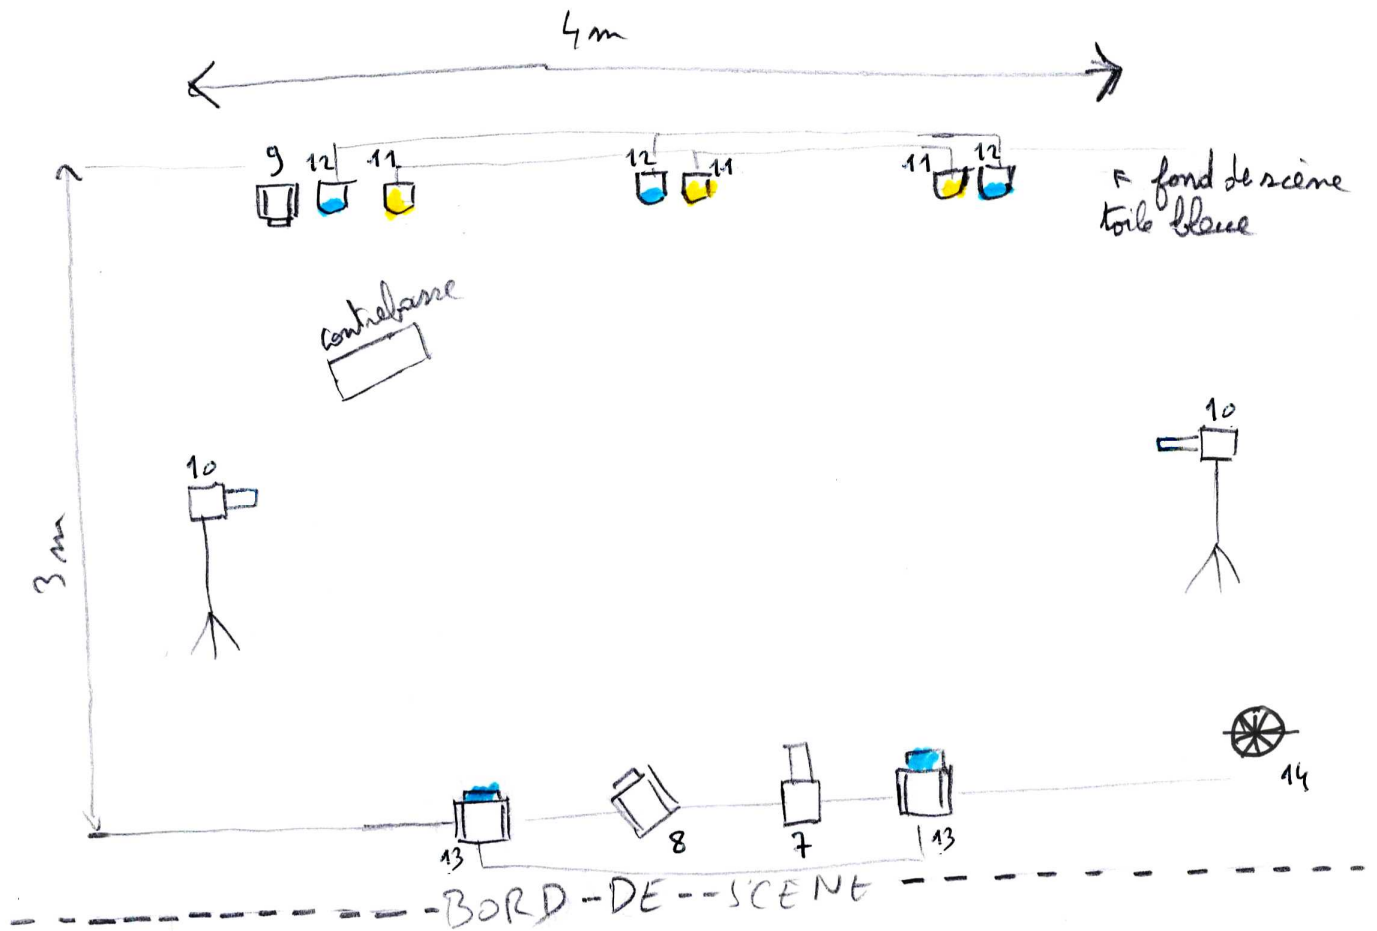 4m
9 12 11 12 11 11 12
fond de scène
toile bleue
contrebasse
10
10
3m
14
13 8 7 13
BORD-DE--SCENE